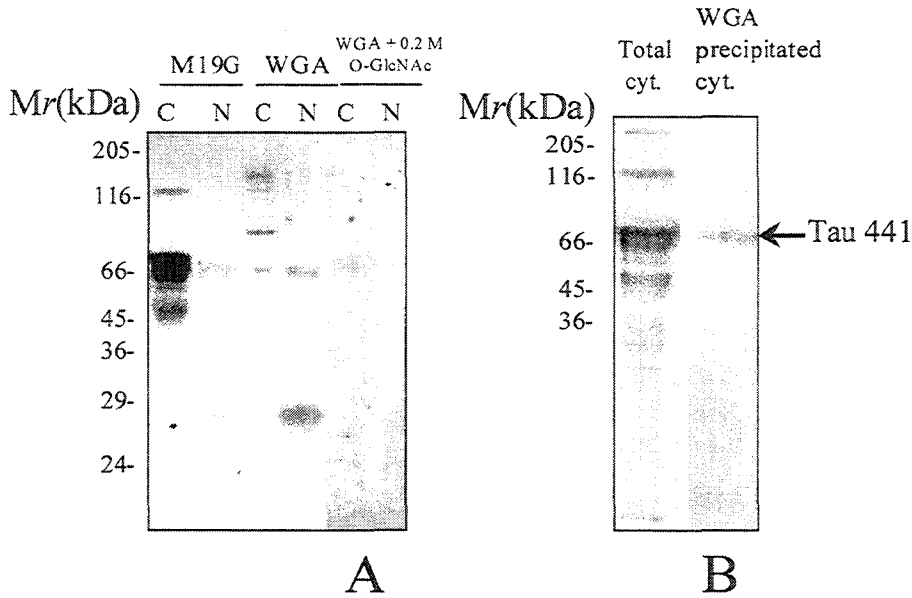 M19G WGA WGA + 0.2 M
O-GlcNAc
Mr(kDa) C N C N C N
205-
116-
66-
45-
36-
29-
24-
A
Total
cyt.
WGA
precipitated
cyt.
Mr(kDa)
205-
116-
66-
45-
36-
Tau 441
B